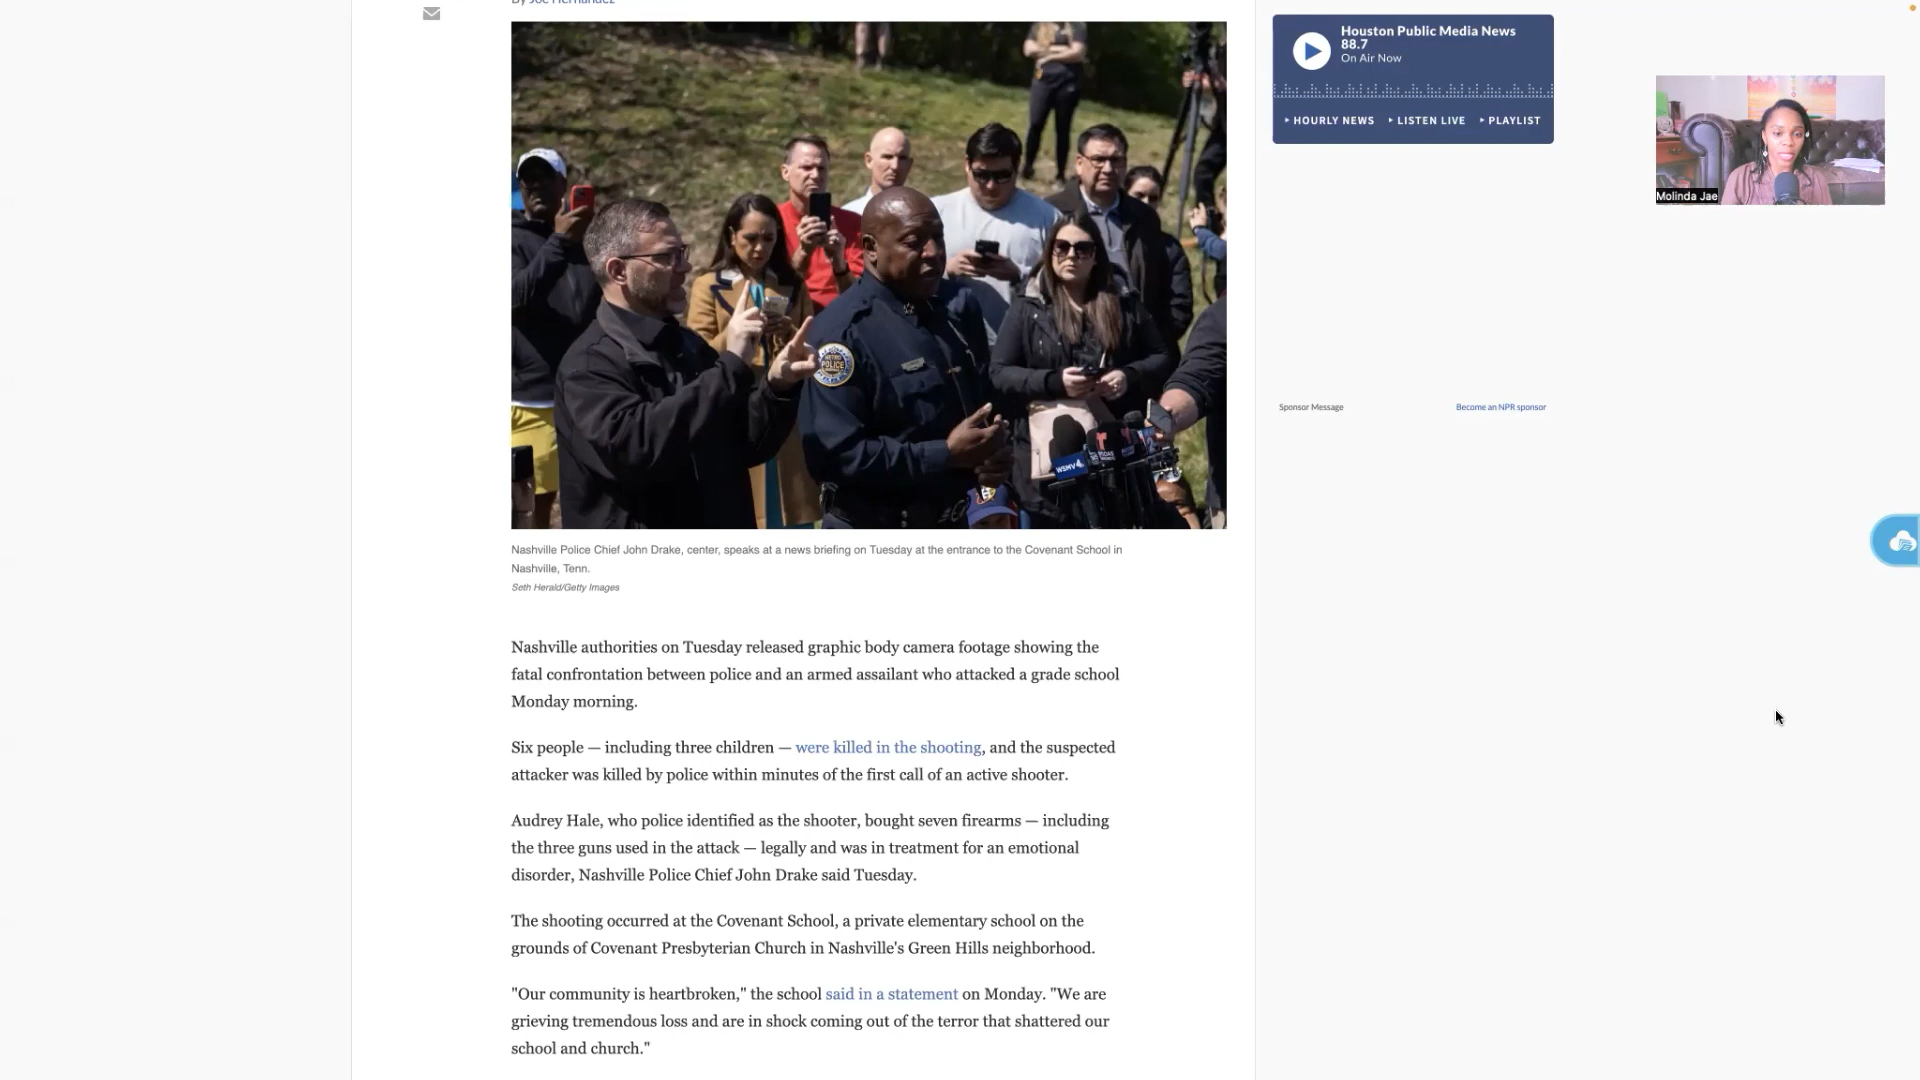 By Joe Hernandez
Houston Public Media News
88.7
On Air Now
HOURLY NEWS
LISTEN LIVE
PLAYLIST
Molinda Jae
METRO
POLICE
WSMV4
Sponsor Message
Become an NPR sponsor
Nashville Police Chief John Drake, center, speaks at a news briefing on Tuesday at the entrance to the Covenant School in
Nashville, Tenn.
Seth Herald/Getty Images
Nashville authorities on Tuesday released graphic body camera footage showing the
fatal confrontation between police and an armed assailant who attacked a grade school
Monday morning.
Six people — including three children — were killed in the shooting, and the suspected
attacker was killed by police within minutes of the first call of an active shooter.
Audrey Hale, who police identified as the shooter, bought seven firearms — including
the three guns used in the attack — legally and was in treatment for an emotional
disorder, Nashville Police Chief John Drake said Tuesday.
The shooting occurred at the Covenant School, a private elementary school on the
grounds of Covenant Presbyterian Church in Nashville's Green Hills neighborhood.
"Our community is heartbroken," the school said in a statement on Monday. "We are
grieving tremendous loss and are in shock coming out of the terror that shattered our
school and church."